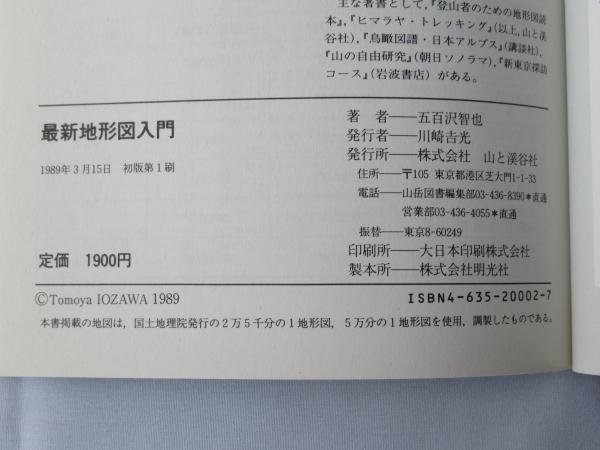 主な著書として,『登山者のための地形図読
本』,『ヒマラヤ・トレッキング』(以上,山と渓
谷社),『鳥瞰図譜・日本アルプス』(講談社),
『山の自由研究』(朝日ソノラマ),『新東京探訪
コース』(岩波書店)がある。
最新地形図入門
1989年3月15日 初版第1刷
定価 1900円
著 者──五百沢智也
発行者──川崎吉光
発行所──株式会社 山と溪谷社
住所──〒105 東京都港区芝大門1-1-33
電話──山岳図書編集部03-436-8390*直通
営業部03-436-4055*直通
振替──東京8-60249
印刷所──大日本印刷株式会社
製本所──株式会社明光社
©Tomoya IOZAWA 1989
ISBN4-635-20002-7
本書掲載の地図は,国土地理院発行の2万5千分の1地形図,5万分の1地形図を使用,調製したものである。